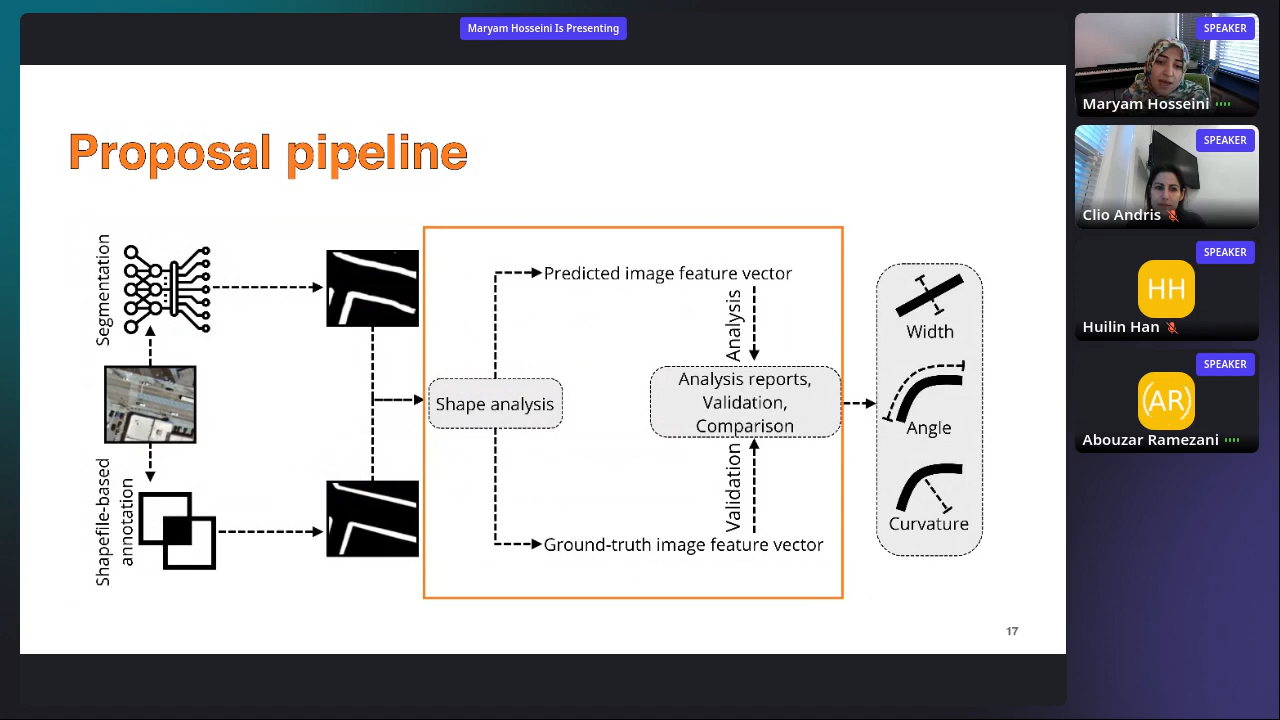 Maryam Hosseini Is Presenting
Proposal pipeline
Segmentation
Shapefile-based
annotation
Shape analysis
Predicted image feature vector
Analysis
Analysis reports,
Validation,
Comparison
Validation
Ground-truth image feature vector
Width
Angle
Curvature
17
SPEAKER
Maryam Hosseini
SPEAKER
Clio Andris
SPEAKER
HH
Huilin Han
SPEAKER
(AR)
Abouzar Ramezani